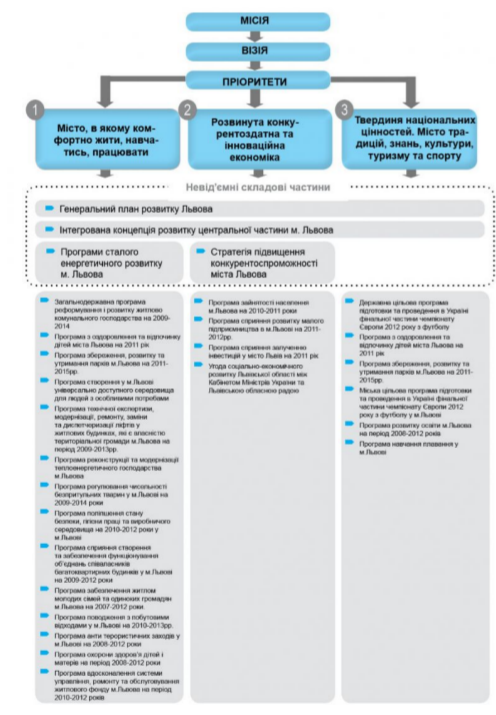 МІСІЯ
ВІЗІЯ
ПРІОРИТЕТИ
1
Місто, в якому ком-
фортно жити, навча-
тись, працювати
2
Розвинута конку-
рентоздатна та
інноваційна
економіка
3
Твердиня національних
цінностей. Місто тра-
дицій, знань, культури,
туризму та спорту
Невід'ємні складові частини
Генеральний план розвитку Львова
Інтегрована концепція розвитку центральної частини м. Львова
Програми сталого
енергетичного розвитку
м. Львова
Стратегія підвищення
конкурентоспроможності
міста Львова
Загальнодержавна програма
реформування і розвитку житлово
комунального господарства на 2009-
2014
Програма з оздоровлення та відпочинку
дітей міста Львова на 2011 рік
Програма збереження, розвитку та
утримання парків м.Львова на 2011-
2015рр.
Програма створення у м.Львові
універсально доступного середовища
для людей з особливими потребами
Програма технічної експертизи,
модернізації, ремонту, заміни
та диспетчеризації ліфтів у
житлових будинках, які є власністю
територіальної громади м.Львова на
період 2009-2013рр.
Програма реконструкції та модернізації
теплоенергетичного господарства
м.Львова
Програма регулювання чисельності
безпритульних тварин у м.Львові на
2009-2014 роки
Програма поліпшення стану
безпеки, гігієни праці та виробничого
середовища на 2010-2012 роки у
м.Львові
Програма сприяння створення
та забезпечення функціонування
об'єднань співвласників
багатоквартирних будинків у м.Львові
на 2009-2012 роки
Програма забезпечення житлом
молодих сімей та одиноких громадян
м.Львова на 2007-2012 роки
Програма поводження з побутовими
відходами у м.Львові на 2010-2013рр.
Програма анти терористичних заходів у
м.Львові на 2008-2012 роки
Програма охорони здоров'я дітей і
матерів на період 2008-2012 роки
Програма вдосконалення системи
управління, ремонту та обслуговування
житлового фонду м.Львова на період
2010-2012 років
Програма зайнятості населення
м.Львова на 2010-2011 роки
Програма сприяння розвитку малого
підприємництва в м.Львові на 2011-
2012рр.
Програма сприяння залученню
інвестицій у місто Львів на 2011 рік
Угода соціально-економічного
розвитку Львівської області між
Кабінетом Міністрів України та
Львівською обласною радою
Державна цільова програма
підготовки та проведення в Україні
фінальної частини чемпіонату
Європи 2012 року з футболу
Програма з оздоровлення та
відпочинку дітей міста Львова на
2011 рік
Програма збереження, розвитку та
утримання парків м.Львова на 2011-
2015рр.
Міська цільова програма підготовки
та проведення в Україні фінальної
частини чемпіонату Європи 2012
року з футболу у м.Львові
Програма розвитку освіти м.Львова
на період 2008-2012 років
Програма навчання плавання у
м.Львові